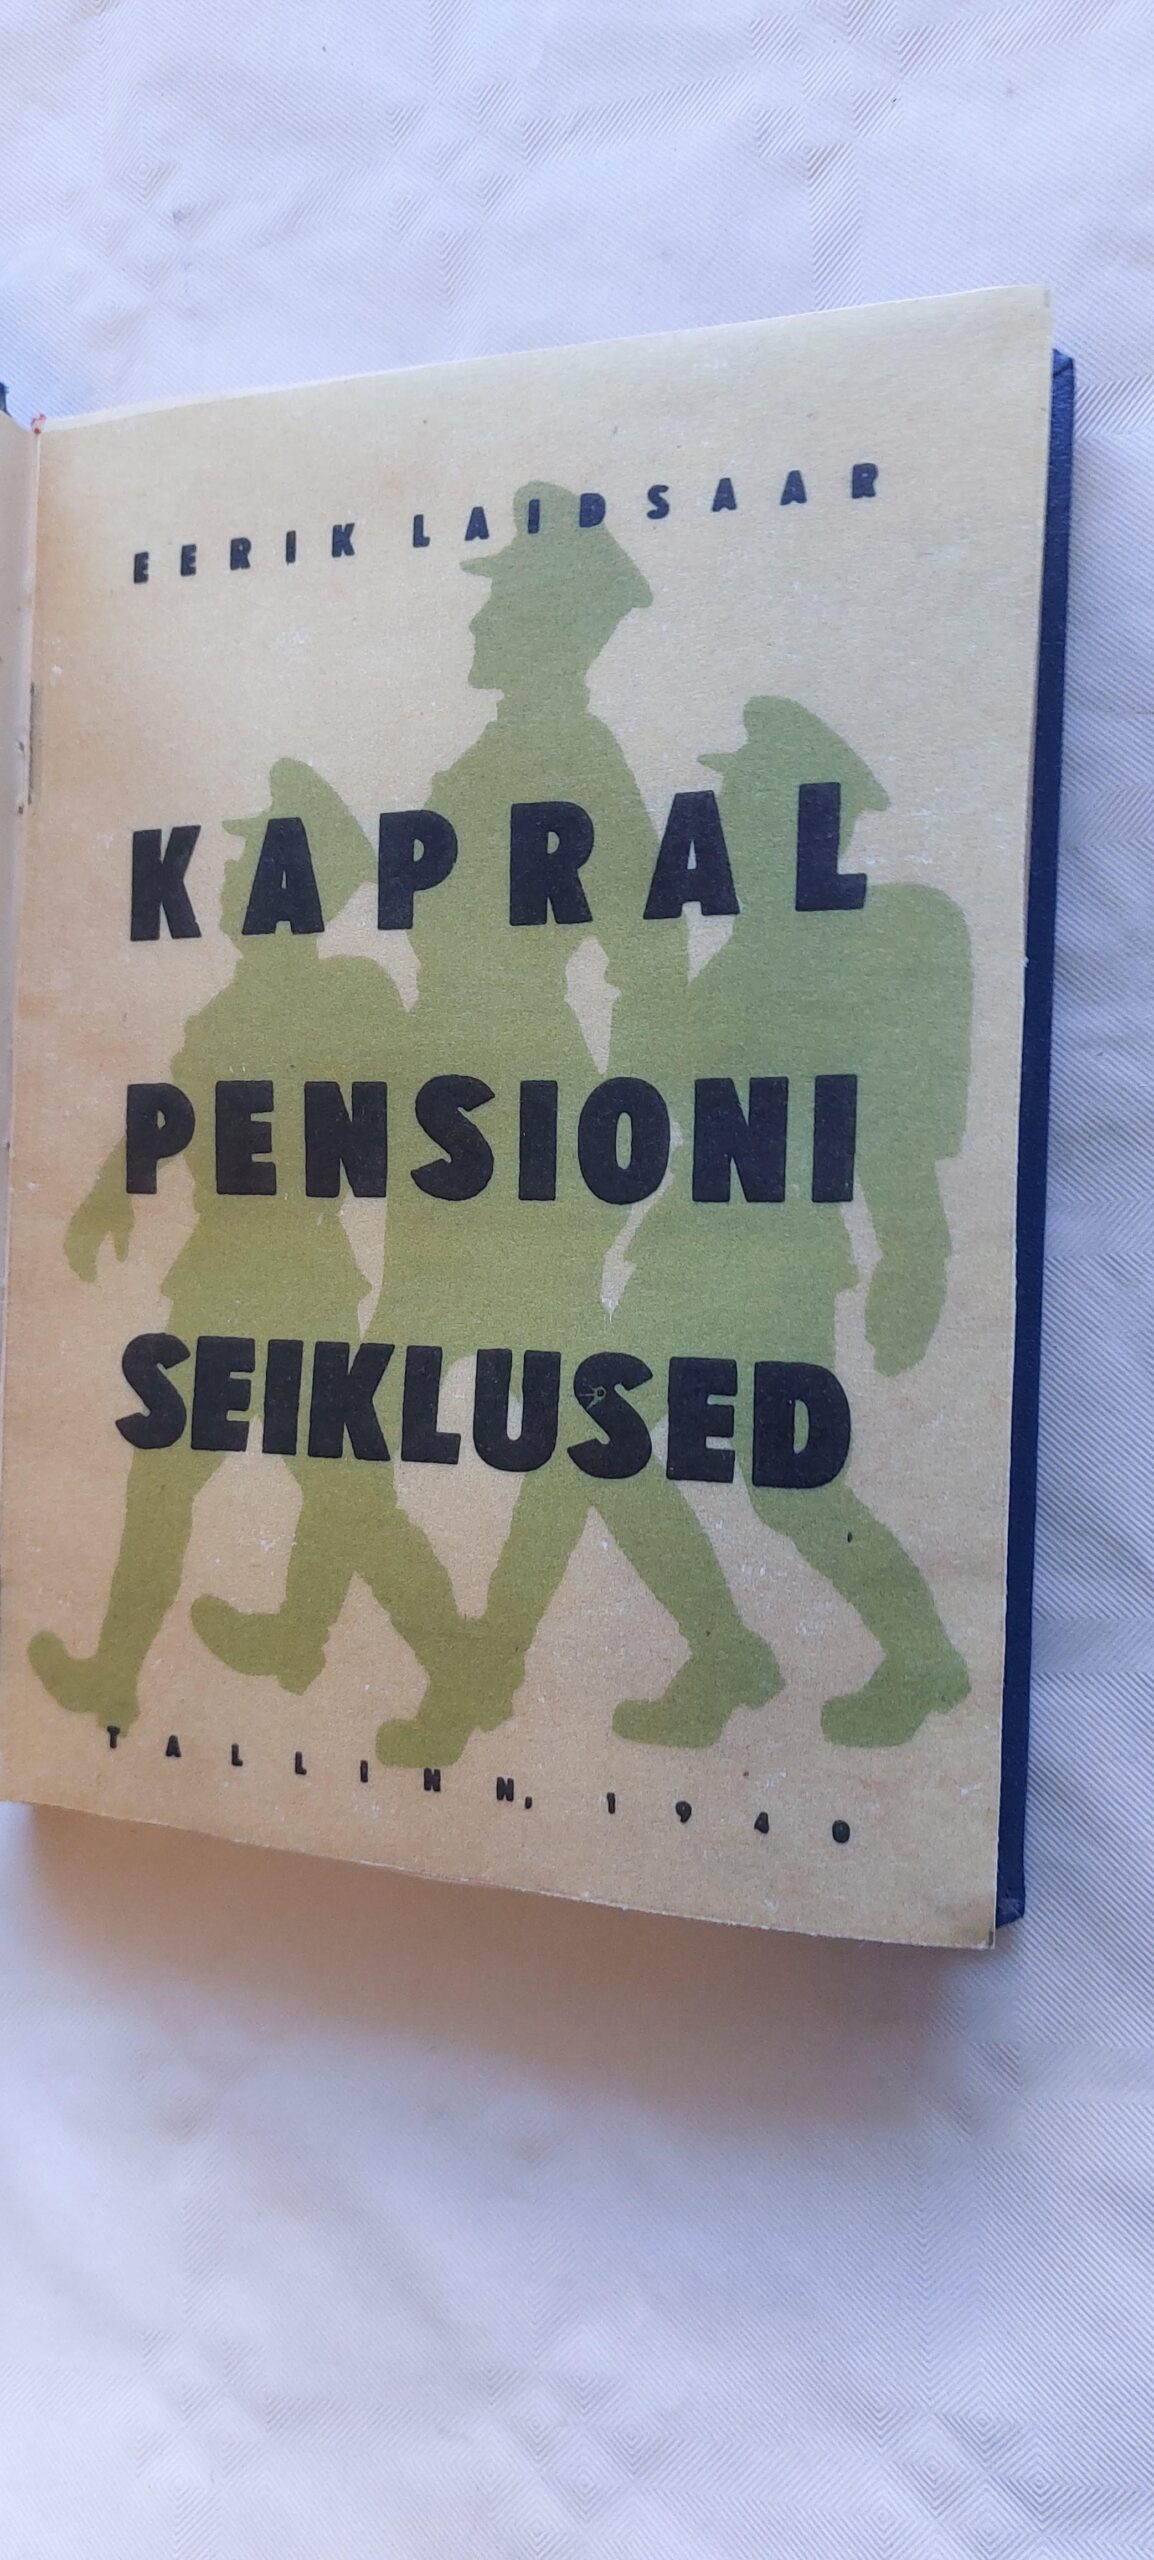 EERIK LAIDSAAR
KAPRAL
PENSIONI
SEIKLUSED
TALLINN, 1940